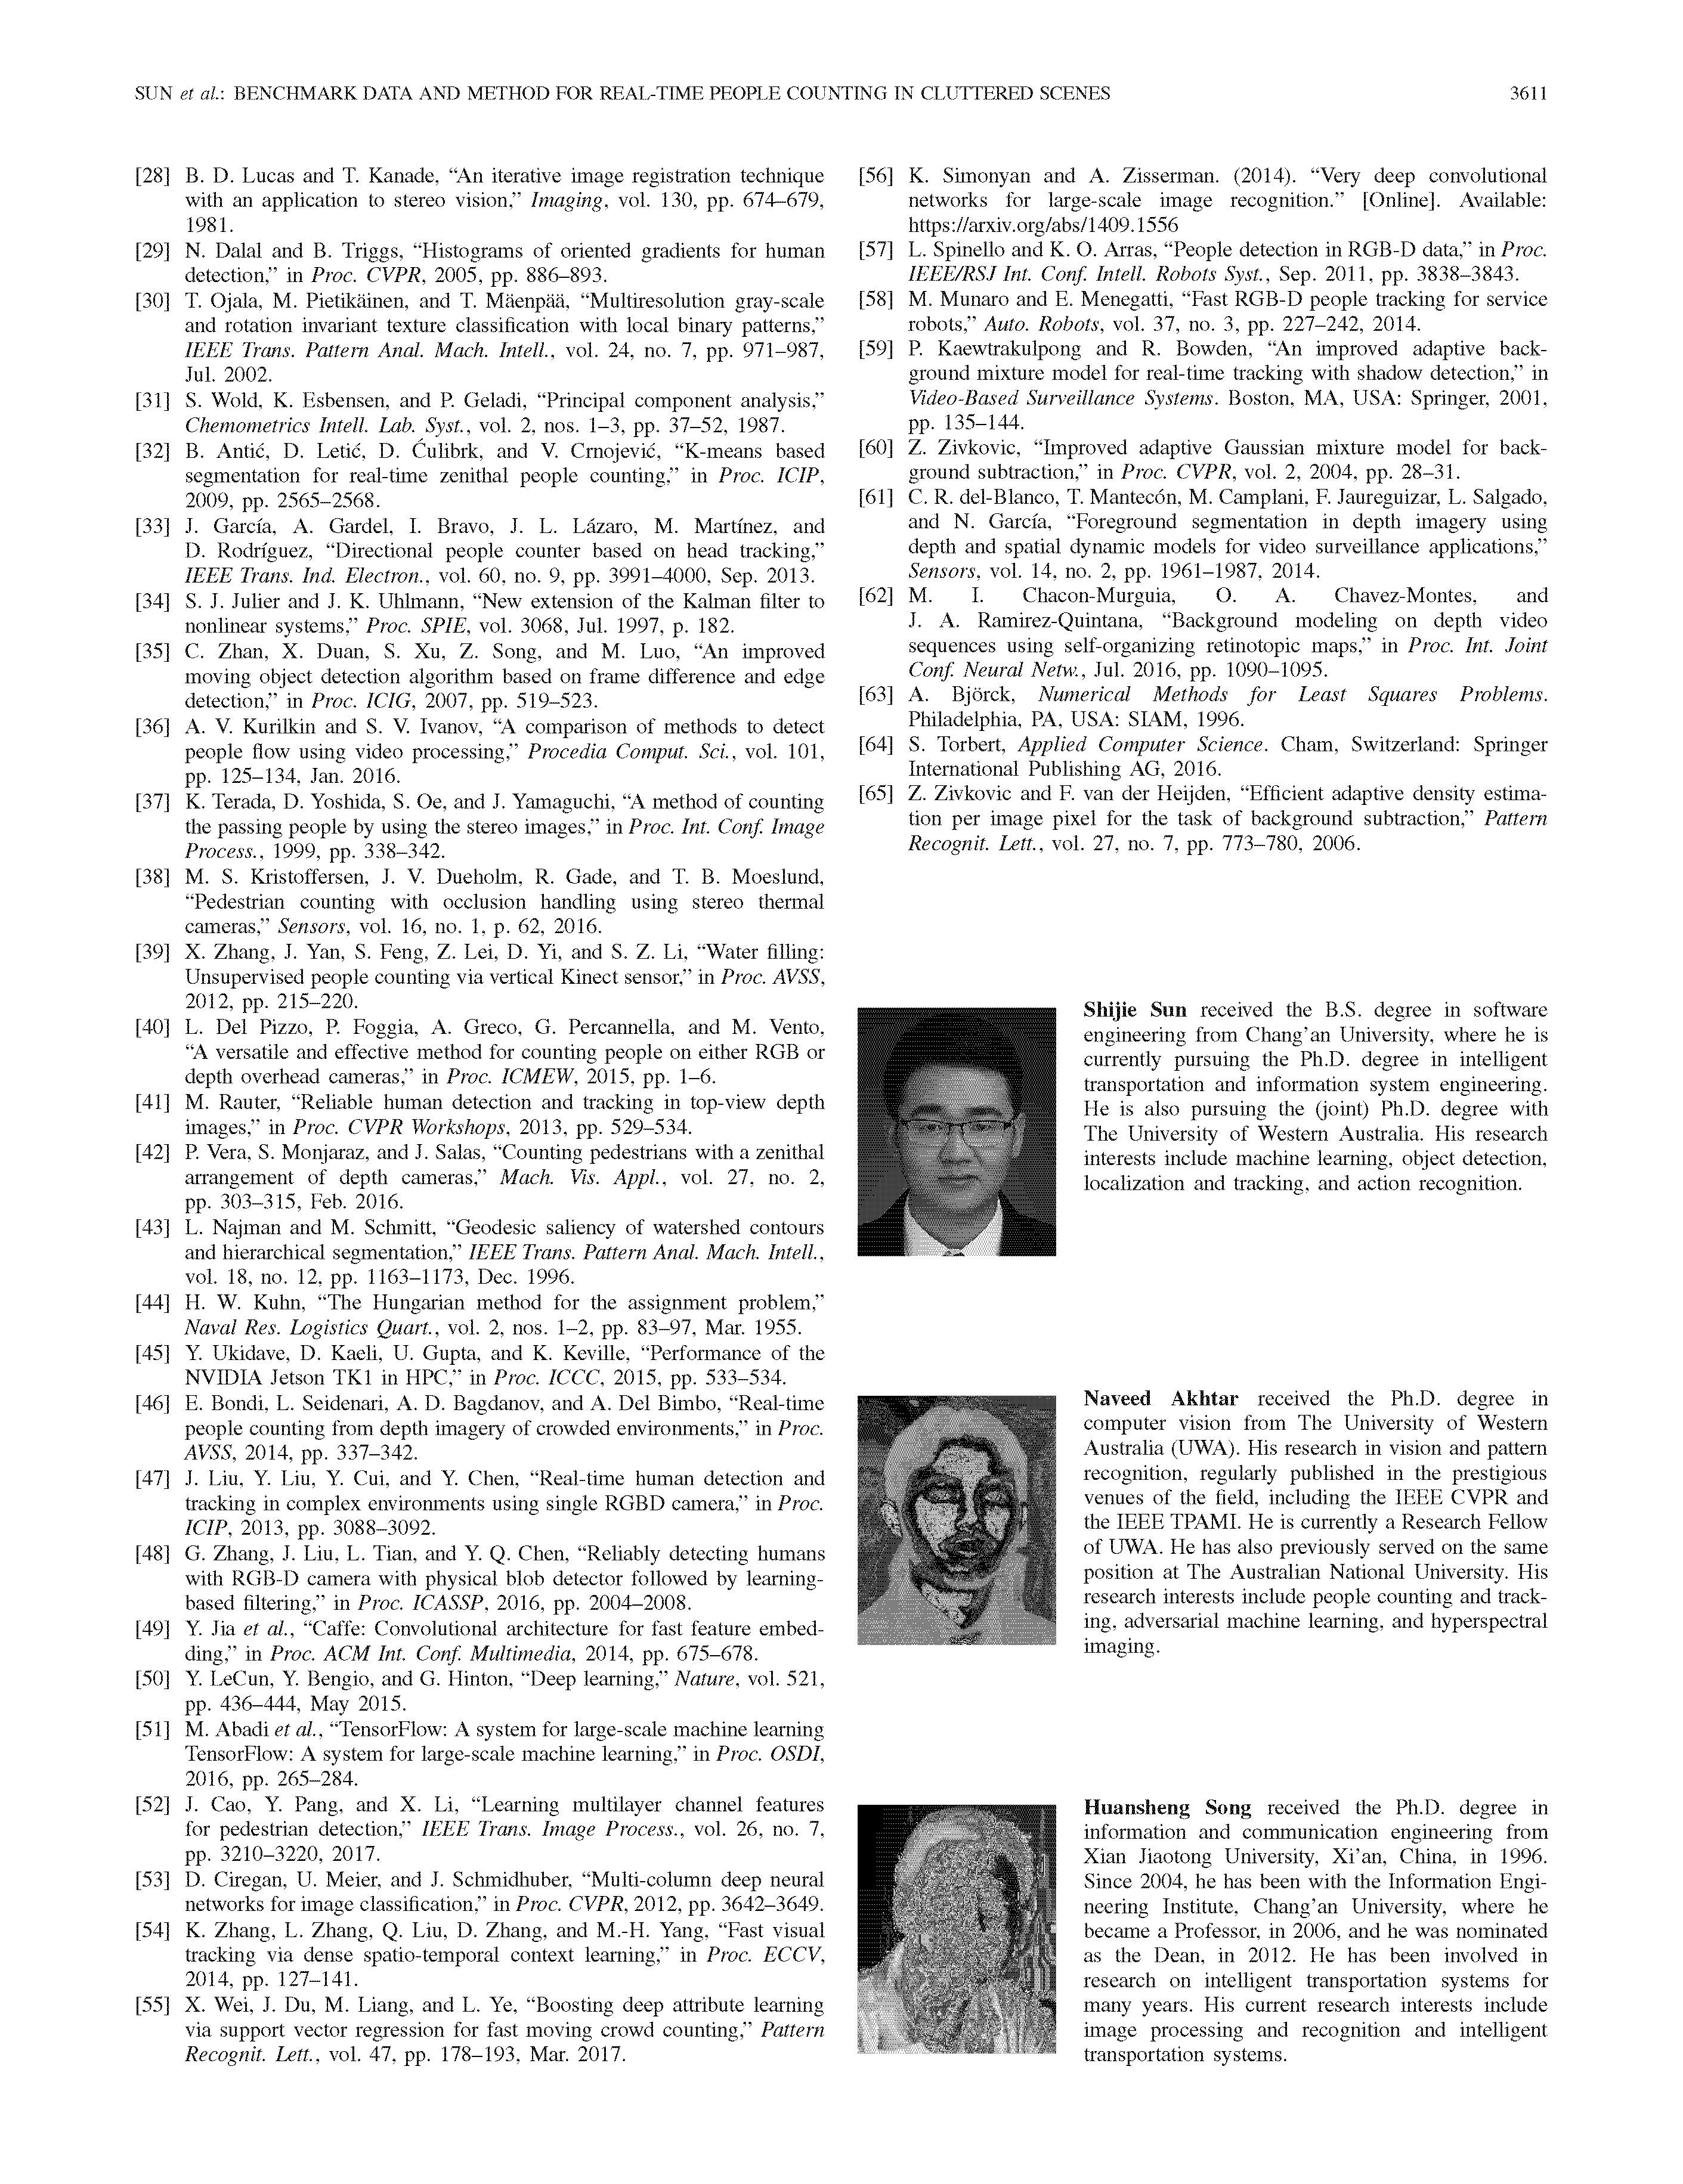 SUN et al.: BENCHMARK DATA AND METHOD FOR REAL-TIME PEOPLE COUNTING IN CLUTTERED SCENES 3611
[28] B. D. Lucas and T. Kanade, “An iterative image registration technique
with an application to stereo vision,” Imaging, vol. 130, pp. 674–679,
1981.
[29] N. Dalal and B. Triggs, “Histograms of oriented gradients for human
detection,” in Proc. CVPR, 2005, pp. 886–893.
[30] T. Ojala, M. Pietikäinen, and T. Mäenpää, “Multiresolution gray-scale
and rotation invariant texture classification with local binary patterns,”
IEEE Trans. Pattern Anal. Mach. Intell., vol. 24, no. 7, pp. 971–987,
Jul. 2002.
[31] S. Wold, K. Esbensen, and P. Geladi, “Principal component analysis,”
Chemometrics Intell. Lab. Syst., vol. 2, nos. 1–3, pp. 37–52, 1987.
[32] B. Antić, D. Letić, D. Ćulibrk, and V. Crnojević, “K-means based
segmentation for real-time zenithal people counting,” in Proc. ICIP,
2009, pp. 2565–2568.
[33] J. García, A. Gardel, I. Bravo, J. L. Lázaro, M. Martínez, and
D. Rodríguez, “Directional people counter based on head tracking,”
IEEE Trans. Ind. Electron., vol. 60, no. 9, pp. 3991–4000, Sep. 2013.
[34] S. J. Julier and J. K. Uhlmann, “New extension of the Kalman filter to
nonlinear systems,” Proc. SPIE, vol. 3068, Jul. 1997, p. 182.
[35] C. Zhan, X. Duan, S. Xu, Z. Song, and M. Luo, “An improved
moving object detection algorithm based on frame difference and edge
detection,” in Proc. ICIG, 2007, pp. 519–523.
[36] A. V. Kurilkin and S. V. Ivanov, “A comparison of methods to detect
people flow using video processing,” Procedia Comput. Sci., vol. 101,
pp. 125–134, Jan. 2016.
[37] K. Terada, D. Yoshida, S. Oe, and J. Yamaguchi, “A method of counting
the passing people by using the stereo images,” in Proc. Int. Conf. Image
Process., 1999, pp. 338–342.
[38] M. S. Kristoffersen, J. V. Dueholm, R. Gade, and T. B. Moeslund,
“Pedestrian counting with occlusion handling using stereo thermal
cameras,” Sensors, vol. 16, no. 1, p. 62, 2016.
[39] X. Zhang, J. Yan, S. Feng, Z. Lei, D. Yi, and S. Z. Li, “Water filling:
Unsupervised people counting via vertical Kinect sensor,” in Proc. AVSS,
2012, pp. 215–220.
[40] L. Del Pizzo, P. Foggia, A. Greco, G. Percannella, and M. Vento,
“A versatile and effective method for counting people on either RGB or
depth overhead cameras,” in Proc. ICMEW, 2015, pp. 1–6.
[41] M. Rauter, “Reliable human detection and tracking in top-view depth
images,” in Proc. CVPR Workshops, 2013, pp. 529–534.
[42] P. Vera, S. Monjaraz, and J. Salas, “Counting pedestrians with a zenithal
arrangement of depth cameras,” Mach. Vis. Appl., vol. 27, no. 2,
pp. 303–315, Feb. 2016.
[43] L. Najman and M. Schmitt, “Geodesic saliency of watershed contours
and hierarchical segmentation,” IEEE Trans. Pattern Anal. Mach. Intell.,
vol. 18, no. 12, pp. 1163–1173, Dec. 1996.
[44] H. W. Kuhn, “The Hungarian method for the assignment problem,”
Naval Res. Logistics Quart., vol. 2, nos. 1–2, pp. 83–97, Mar. 1955.
[45] Y. Ukidave, D. Kaeli, U. Gupta, and K. Keville, “Performance of the
NVIDIA Jetson TK1 in HPC,” in Proc. ICCC, 2015, pp. 533–534.
[46] E. Bondi, L. Seidenari, A. D. Bagdanov, and A. Del Bimbo, “Real-time
people counting from depth imagery of crowded environments,” in Proc.
AVSS, 2014, pp. 337–342.
[47] J. Liu, Y. Liu, Y. Cui, and Y. Chen, “Real-time human detection and
tracking in complex environments using single RGBD camera,” in Proc.
ICIP, 2013, pp. 3088–3092.
[48] G. Zhang, J. Liu, L. Tian, and Y. Q. Chen, “Reliably detecting humans
with RGB-D camera with physical blob detector followed by learning-
based filtering,” in Proc. ICASSP, 2016, pp. 2004–2008.
[49] Y. Jia et al., “Caffe: Convolutional architecture for fast feature embed-
ding,” in Proc. ACM Int. Conf. Multimedia, 2014, pp. 675–678.
[50] Y. LeCun, Y. Bengio, and G. Hinton, “Deep learning,” Nature, vol. 521,
pp. 436–444, May 2015.
[51] M. Abadi et al., “TensorFlow: A system for large-scale machine learning
TensorFlow: A system for large-scale machine learning,” in Proc. OSDI,
2016, pp. 265–284.
[52] J. Cao, Y. Pang, and X. Li, “Learning multilayer channel features
for pedestrian detection,” IEEE Trans. Image Process., vol. 26, no. 7,
pp. 3210–3220, 2017.
[53] D. Ciregan, U. Meier, and J. Schmidhuber, “Multi-column deep neural
networks for image classification,” in Proc. CVPR, 2012, pp. 3642–3649.
[54] K. Zhang, L. Zhang, Q. Liu, D. Zhang, and M.-H. Yang, “Fast visual
tracking via dense spatio-temporal context learning,” in Proc. ECCV,
2014, pp. 127–141.
[55] X. Wei, J. Du, M. Liang, and L. Ye, “Boosting deep attribute learning
via support vector regression for fast moving crowd counting,” Pattern
Recognit. Lett., vol. 47, pp. 178–193, Mar. 2017.
[56] K. Simonyan and A. Zisserman. (2014). “Very deep convolutional
networks for large-scale image recognition.” [Online]. Available:
https://arxiv.org/abs/1409.1556
[57] L. Spinello and K. O. Arras, “People detection in RGB-D data,” in Proc.
IEEE/RSJ Int. Conf. Intell. Robots Syst., Sep. 2011, pp. 3838–3843.
[58] M. Munaro and E. Menegatti, “Fast RGB-D people tracking for service
robots,” Auto. Robots, vol. 37, no. 3, pp. 227–242, 2014.
[59] P. Kaewtrakulpong and R. Bowden, “An improved adaptive back-
ground mixture model for real-time tracking with shadow detection,” in
Video-Based Surveillance Systems. Boston, MA, USA: Springer, 2001,
pp. 135–144.
[60] Z. Zivkovic, “Improved adaptive Gaussian mixture model for back-
ground subtraction,” in Proc. CVPR, vol. 2, 2004, pp. 28–31.
[61] C. R. del-Blanco, T. Mantecón, M. Camplani, F. Jaureguizar, L. Salgado,
and N. García, “Foreground segmentation in depth imagery using
depth and spatial dynamic models for video surveillance applications,”
Sensors, vol. 14, no. 2, pp. 1961–1987, 2014.
[62] M. I. Chacon-Murguia, O. A. Chavez-Montes, and
J. A. Ramirez-Quintana, “Background modeling on depth video
sequences using self-organizing retinotopic maps,” in Proc. Int. Joint
Conf. Neural Netw., Jul. 2016, pp. 1090–1095.
[63] A. Björck, Numerical Methods for Least Squares Problems.
Philadelphia, PA, USA: SIAM, 1996.
[64] S. Torbert, Applied Computer Science. Cham, Switzerland: Springer
International Publishing AG, 2016.
[65] Z. Zivkovic and F. van der Heijden, “Efficient adaptive density estima-
tion per image pixel for the task of background subtraction,” Pattern
Recognit. Lett., vol. 27, no. 7, pp. 773–780, 2006.
Shijie Sun received the B.S. degree in software
engineering from Chang’an University, where he is
currently pursuing the Ph.D. degree in intelligent
transportation and information system engineering.
He is also pursuing the (joint) Ph.D. degree with
The University of Western Australia. His research
interests include machine learning, object detection,
localization and tracking, and action recognition.
Naveed Akhtar received the Ph.D. degree in
computer vision from The University of Western
Australia (UWA). His research in vision and pattern
recognition, regularly published in the prestigious
venues of the field, including the IEEE CVPR and
the IEEE TPAMI. He is currently a Research Fellow
of UWA. He has also previously served on the same
position at The Australian National University. His
research interests include people counting and track-
ing, adversarial machine learning, and hyperspectral
imaging.
Huansheng Song received the Ph.D. degree in
information and communication engineering from
Xian Jiaotong University, Xi’an, China, in 1996.
Since 2004, he has been with the Information Engi-
neering Institute, Chang’an University, where he
became a Professor, in 2006, and he was nominated
as the Dean, in 2012. He has been involved in
research on intelligent transportation systems for
many years. His current research interests include
image processing and recognition and intelligent
transportation systems.